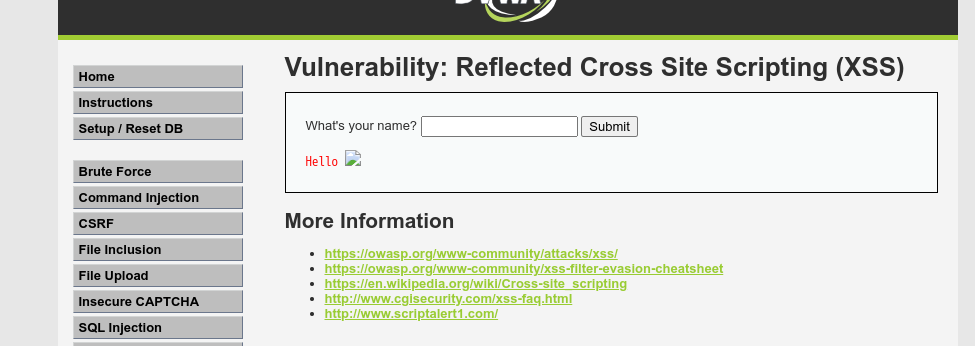 Vulnerability: Reflected Cross Site Scripting (XSS)
Home
Instructions
Setup / Reset DB
Brute Force
Command Injection
CSRF
File Inclusion
File Upload
Insecure CAPTCHA
SQL Injection
What's your name?
Submit
Hello
More Information
https://owasp.org/www-community/attacks/xss/
https://owasp.org/www-community/xss-filter-evasion-cheatsheet
https://en.wikipedia.org/wiki/Cross-site_scripting
http://www.cgisecurity.com/xss-faq.html
http://www.scriptalert1.com/